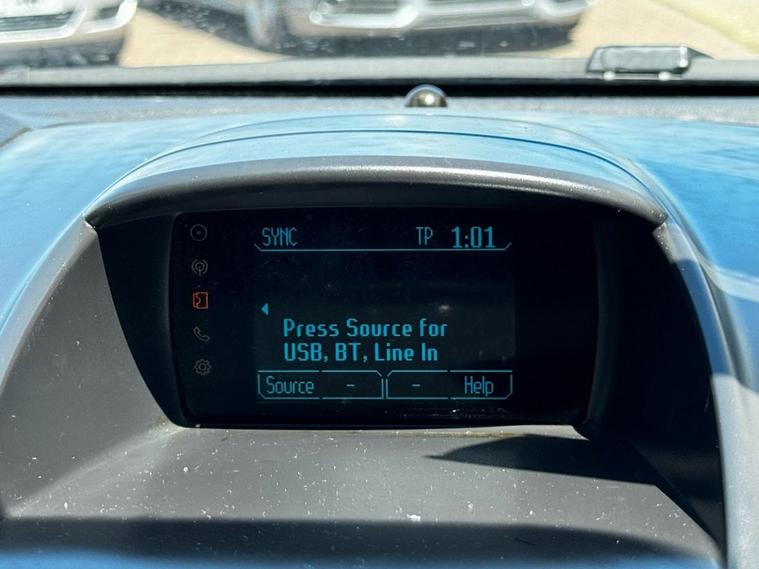 SYNC TP 1:01
Press Source for
USB, BT, Line In
Source - - Help